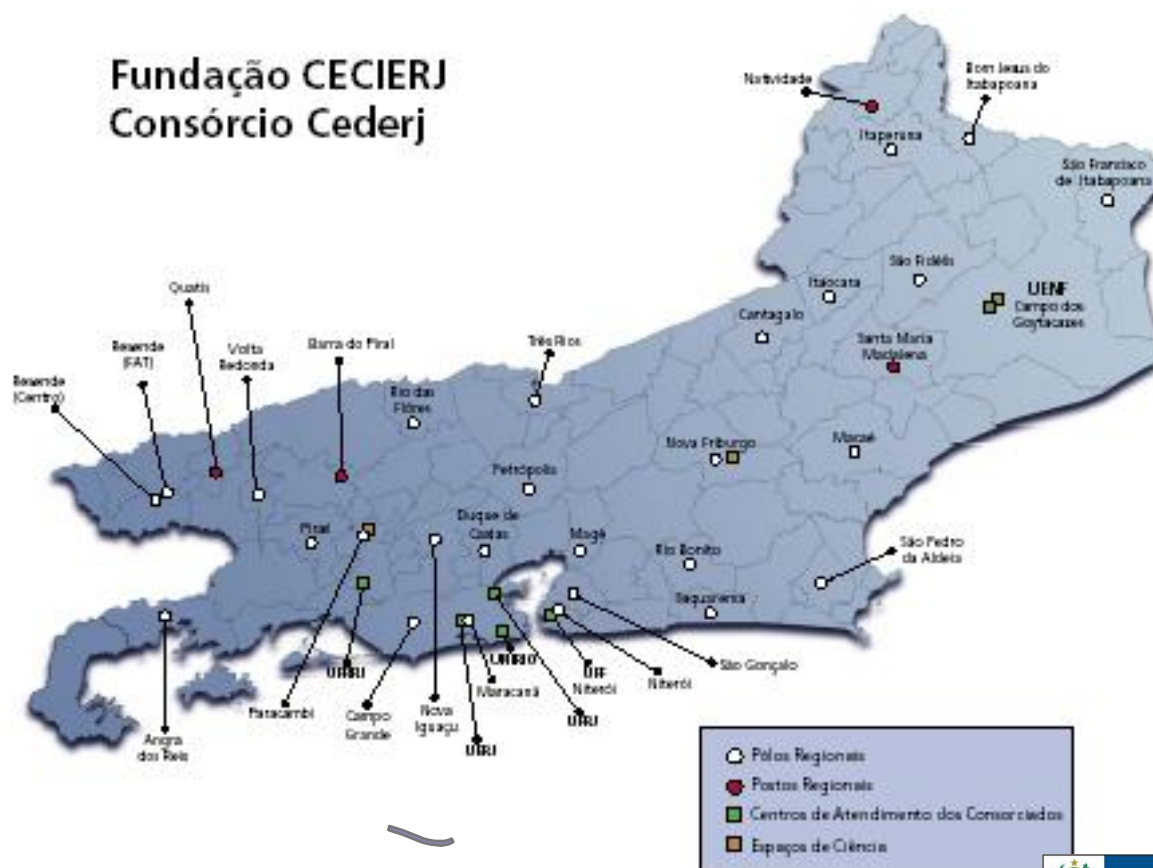 Fundação CECIERJ
Consórcio Cederj
Natividade
Bom Jesus do
Itabapoana
Itaperuna
São Francisco
de Itabapoana
São Fidélis
Itaocara
UENF
Campo dos
Goytacazes
Cantagalo
Santa Maria
Madalena
Quatis
Resende
(FAT)
Volta
Redonda
Barra do Piraí
Três Rios
Resende
(Centro)
Rio das
Flôres
Nova Friburgo
Macaé
Petrópolis
Piraí
Duque de
Caxias
Magé
Rio Bonito
São Pedro
da Aldeia
Saquarema
São Gonçalo
UFRRJ
UNIRIO
UFF
Niterói
Niterói
Maracanã
Paracambi
Campo
Grande
Nova
Iguaçu
UFRJ
UERJ
Angra
dos Reis
Pólos Regionais
Postos Regionais
Centros de Atendimento dos Consorciados
Espaços de Ciência